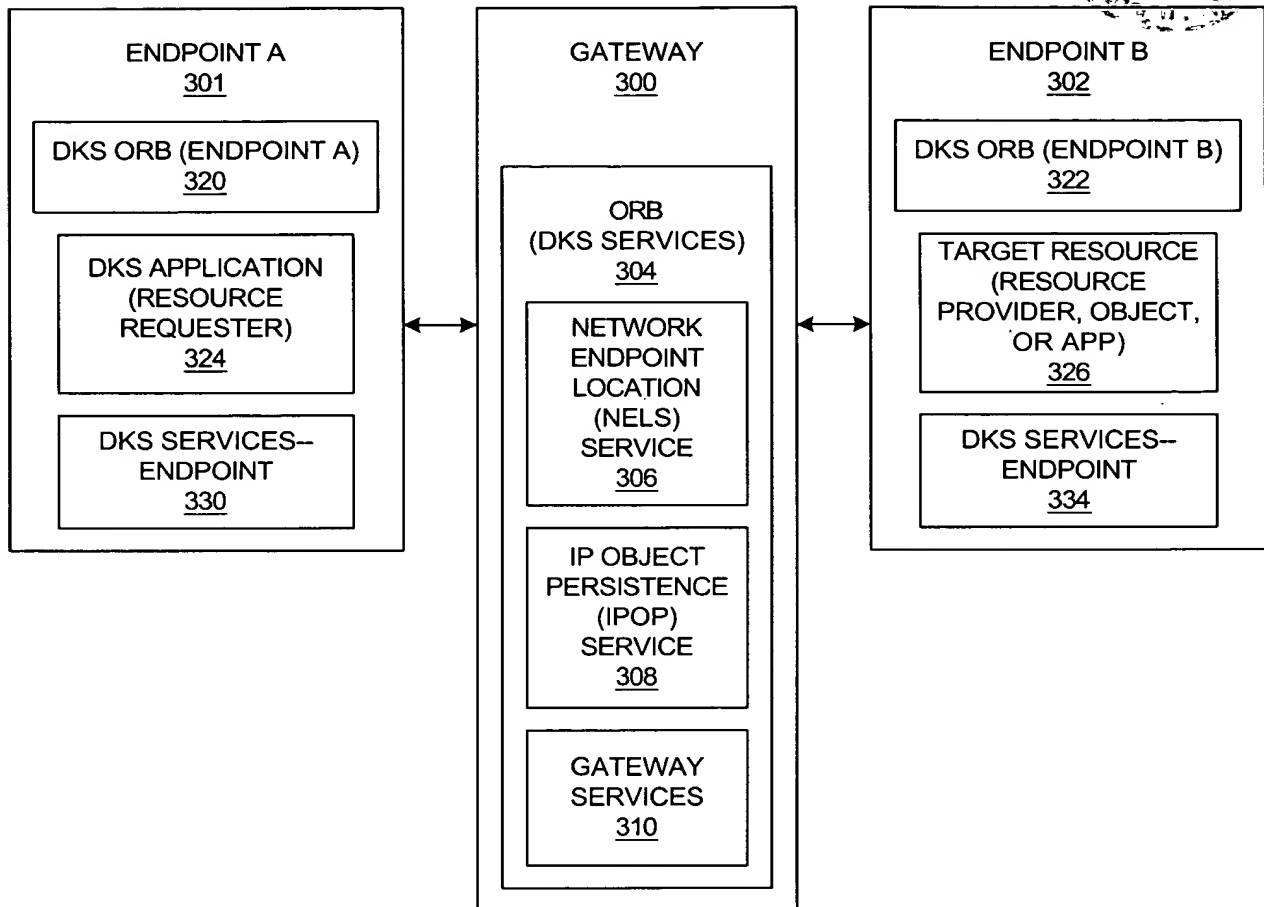 ENDPOINT A
301
DKS ORB (ENDPOINT A)
320
DKS APPLICATION
(RESOURCE
REQUESTER)
324
DKS SERVICES--
ENDPOINT
330
GATEWAY
300
ORB
(DKS SERVICES)
304
NETWORK
ENDPOINT
LOCATION
(NELS)
SERVICE
306
IP OBJECT
PERSISTENCE
(IPOP)
SERVICE
308
GATEWAY
SERVICES
310
ENDPOINT B
302
DKS ORB (ENDPOINT B)
322
TARGET RESOURCE
(RESOURCE
PROVIDER, OBJECT,
OR APP)
326
DKS SERVICES--
ENDPOINT
334